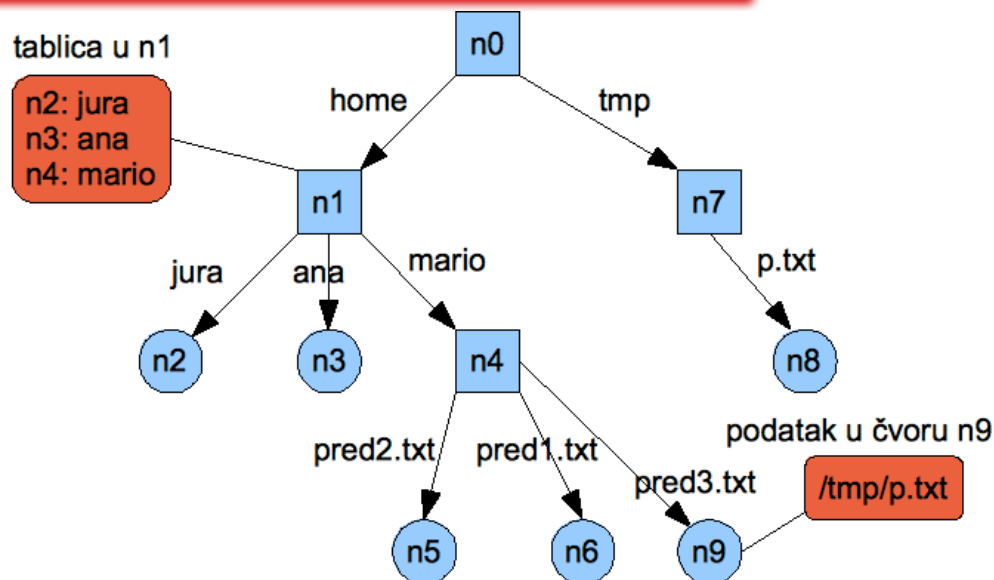 n0
tablica u n1
n2: jura
n3: ana
n4: mario
home
tmp
n1
n7
jura
ana
mario
p.txt
n2
n3
n4
n8
pred2.txt
pred1.txt
pred3.txt
podatak u čvoru n9
/tmp/p.txt
n5
n6
n9